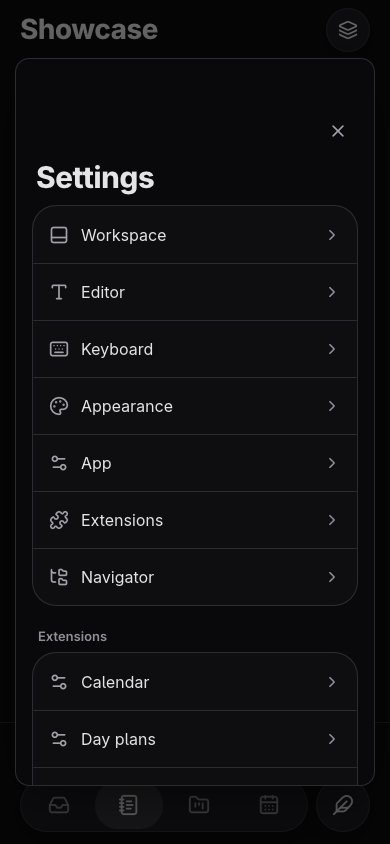 Showcase
Settings
Workspace
Editor
Keyboard
Appearance
App
Extensions
Navigator
Extensions
Calendar
Day plans